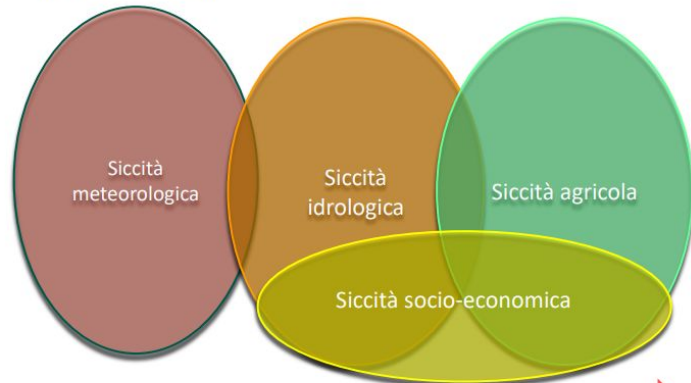 Siccità
meteorologica
Siccità
idrologica
Siccità agricola
Siccità socio-economica